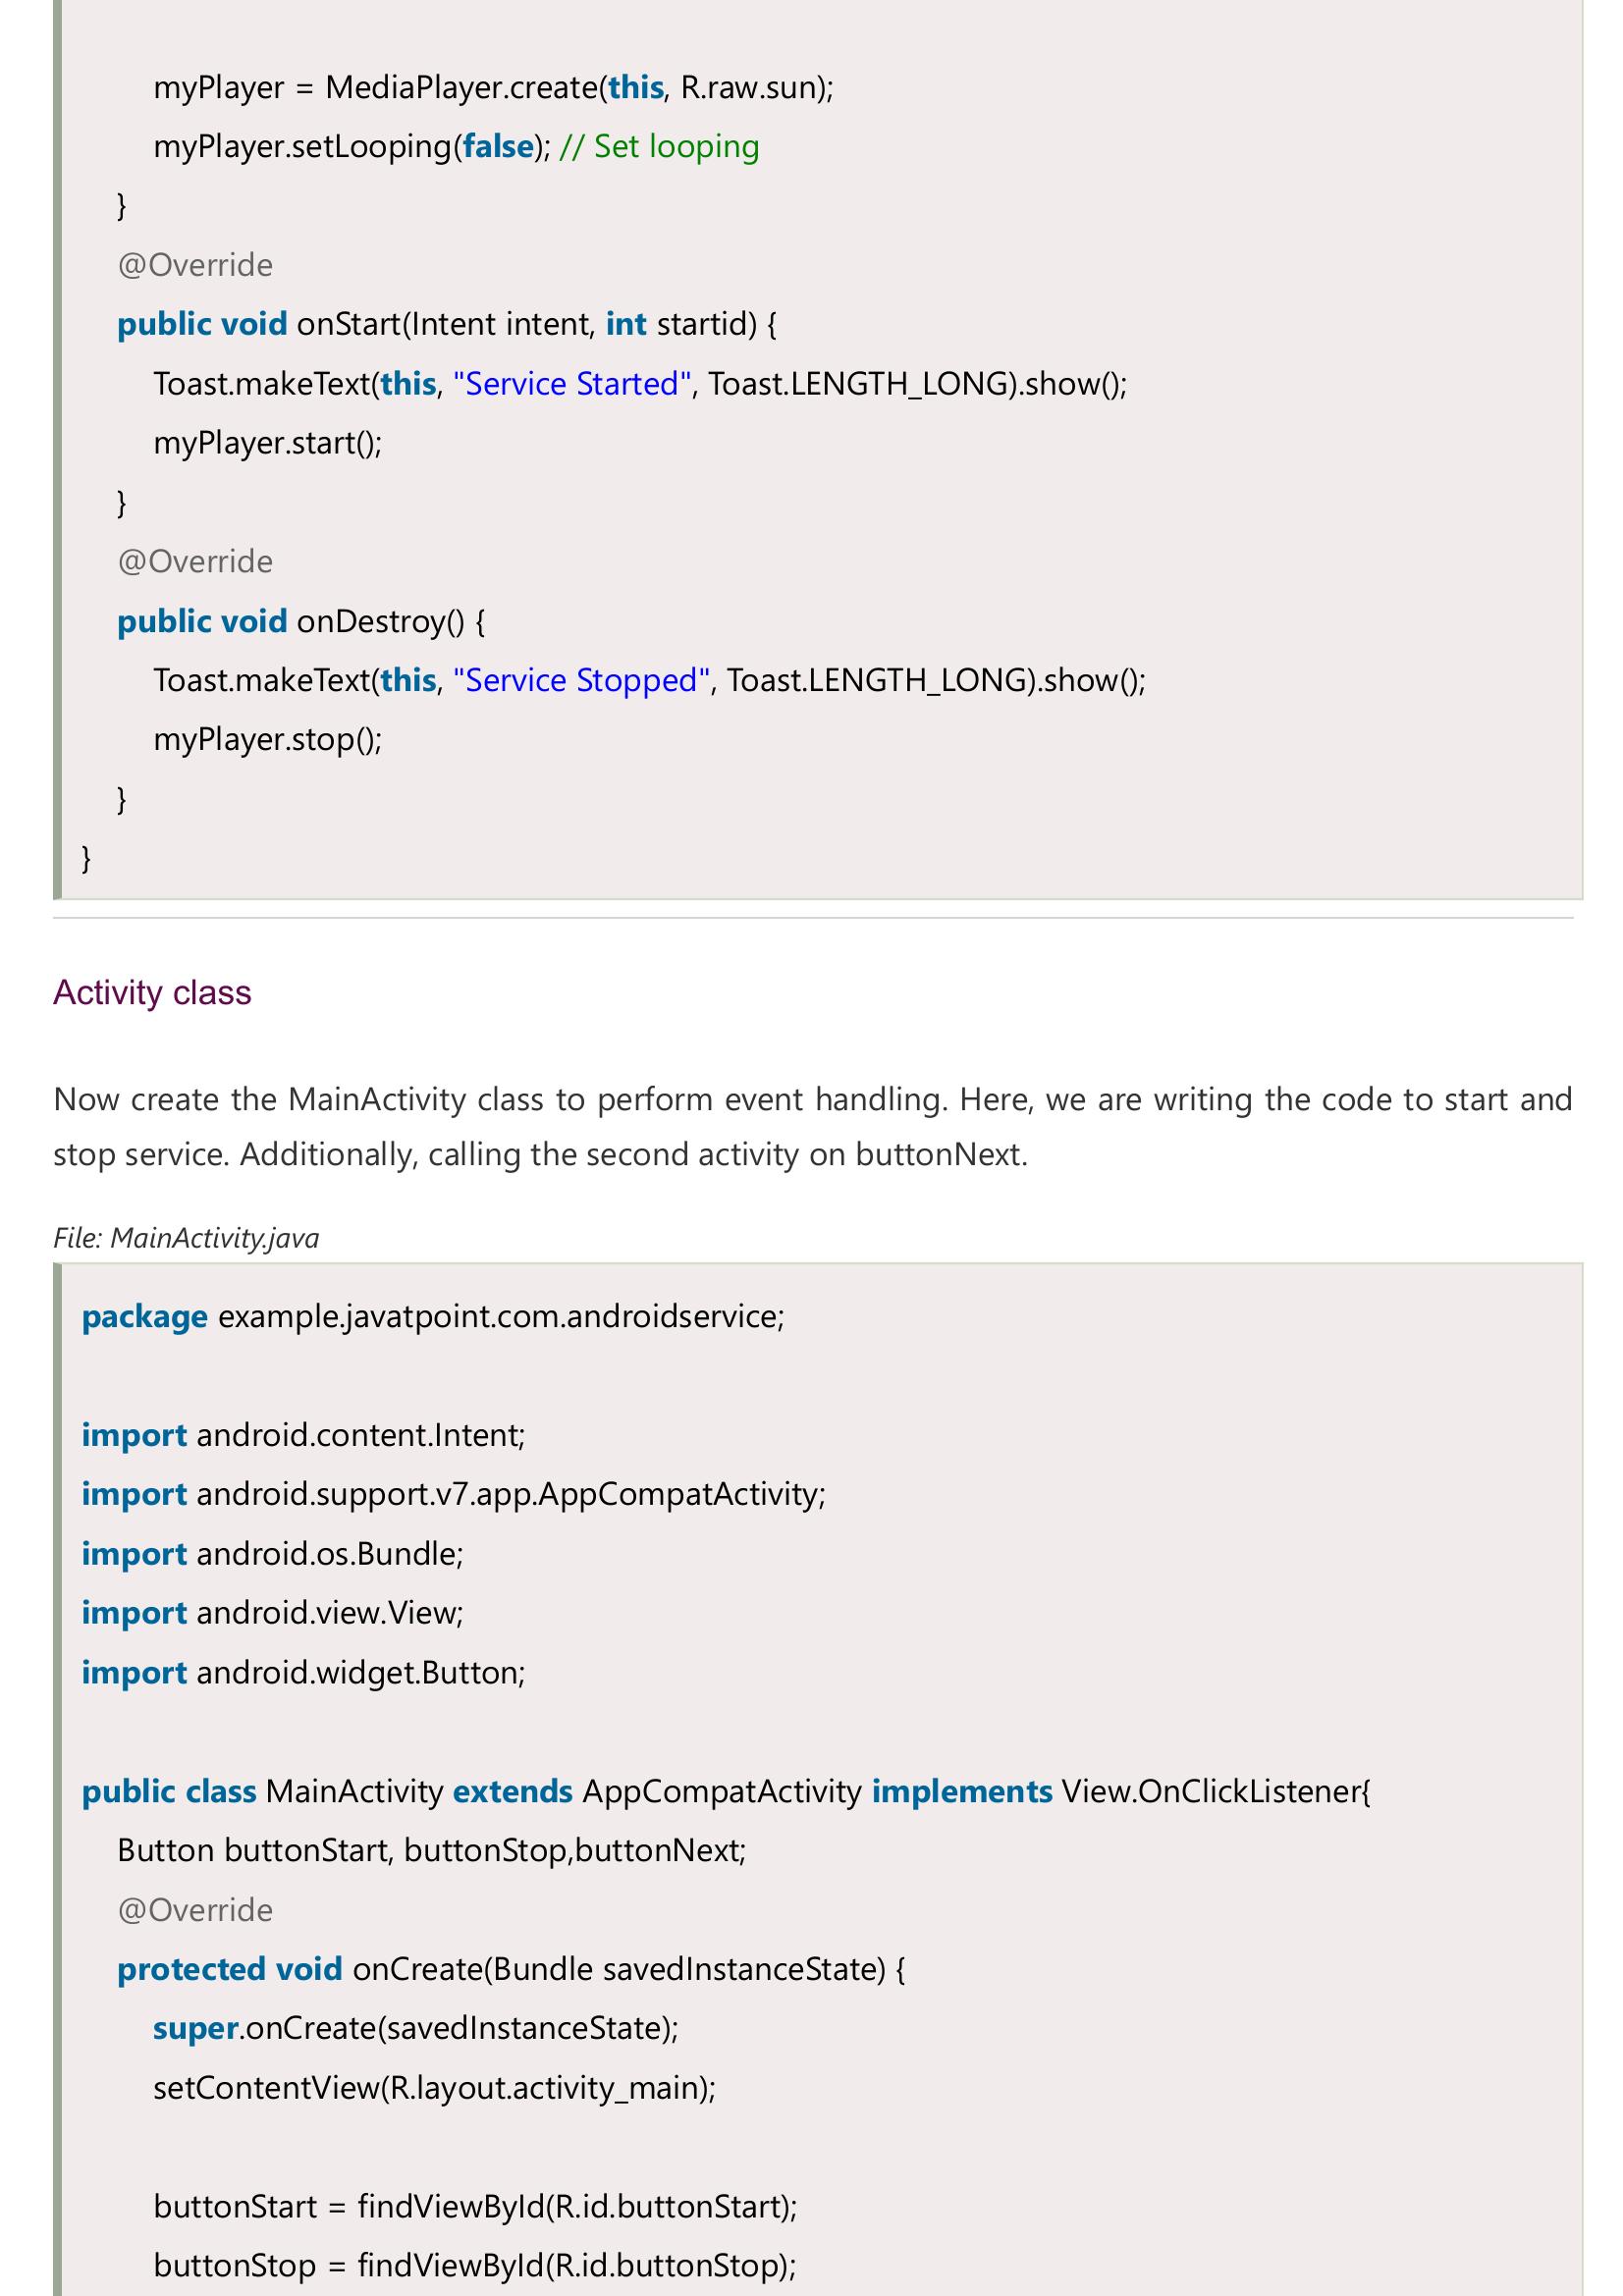 myPlayer = MediaPlayer.create(this, R.raw.sun);
myPlayer.setLooping(false); // Set looping
}
@Override
public void onStart(Intent intent, int startid) {
Toast.makeText(this, "Service Started", Toast.LENGTH_LONG).show();
myPlayer.start();
}
@Override
public void onDestroy() {
Toast.makeText(this, "Service Stopped", Toast.LENGTH_LONG).show();
myPlayer.stop();
}
}
Activity class
Now create the MainActivity class to perform event handling. Here, we are writing the code to start and
stop service. Additionally, calling the second activity on buttonNext.
File: MainActivity.java
package example.javatpoint.com.androidservice;
import android.content.Intent;
import android.support.v7.app.AppCompatActivity;
import android.os.Bundle;
import android.view.View;
import android.widget.Button;
public class MainActivity extends AppCompatActivity implements View.OnClickListener{
Button buttonStart, buttonStop,buttonNext;
@Override
protected void onCreate(Bundle savedInstanceState) {
super.onCreate(savedInstanceState);
setContentView(R.layout.activity_main);
buttonStart = findViewById(R.id.buttonStart);
buttonStop = findViewById(R.id.buttonStop);